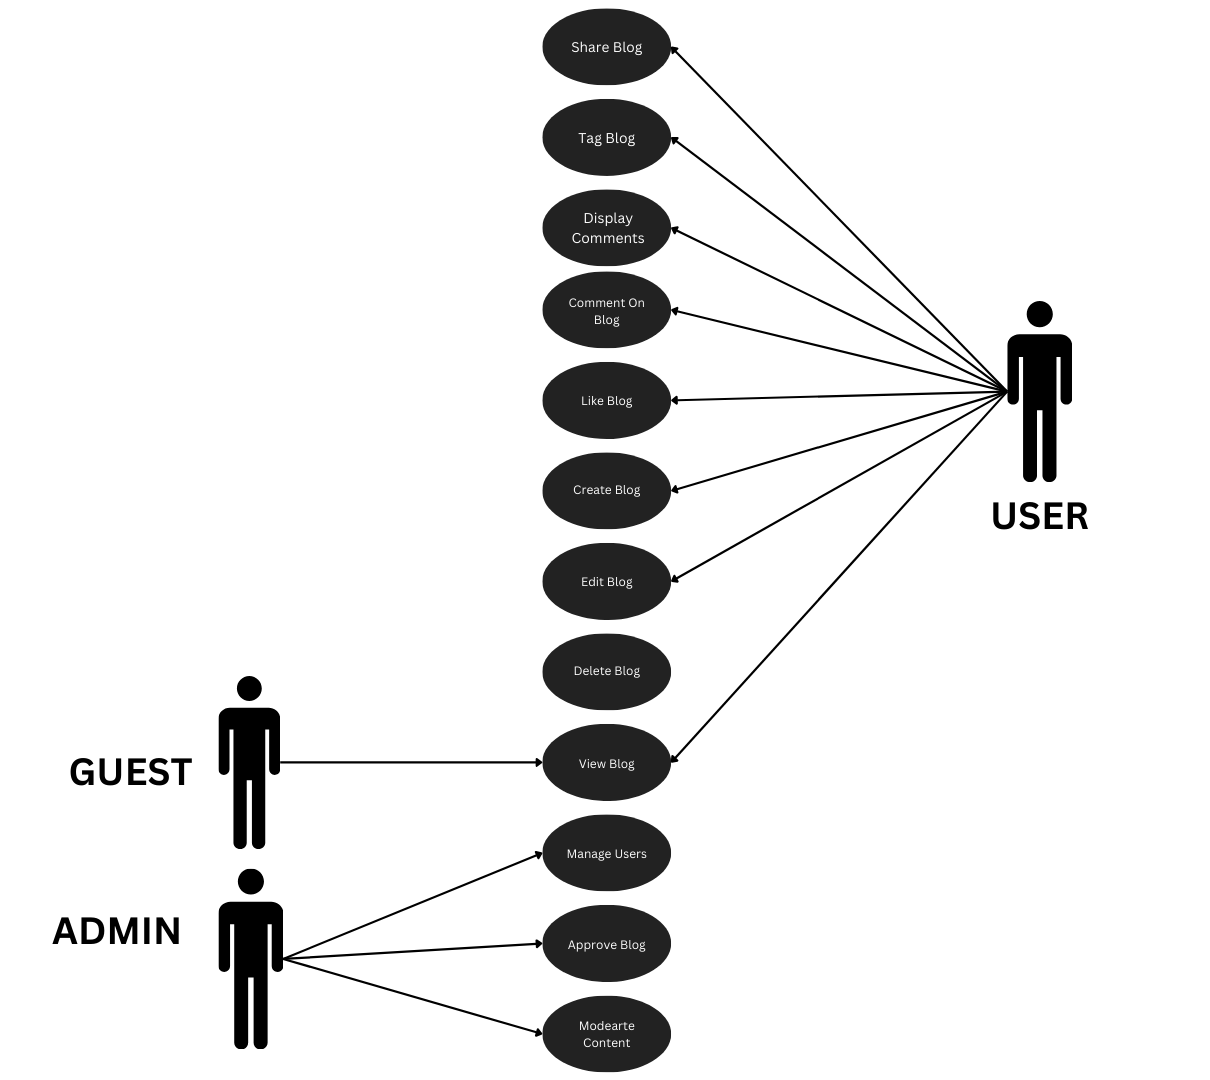 Share Blog
Tag Blog
Display
Comments
Comment On
Blog
Like Blog
Create Blog
USER
Edit Blog
Delete Blog
View Blog
GUEST
Manage Users
ADMIN
Approve Blog
Modearte
Content